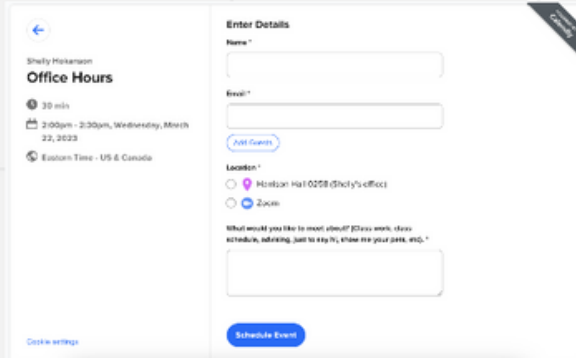 Shelly Hokanson
Office Hours
30 min
2:00pm - 2:30pm, Wednesday, March
22, 2023
Eastern Time - US & Canada
Cookie settings
Enter Details
Name *
Email *
Add Guests
Location *
Harrison Hall 0258 (Shelly's office)
Zoom
What would you like to meet about? (Class work, class
schedule, advising, just to say hi, show me your pets, etc). *
Schedule Event
Calendly